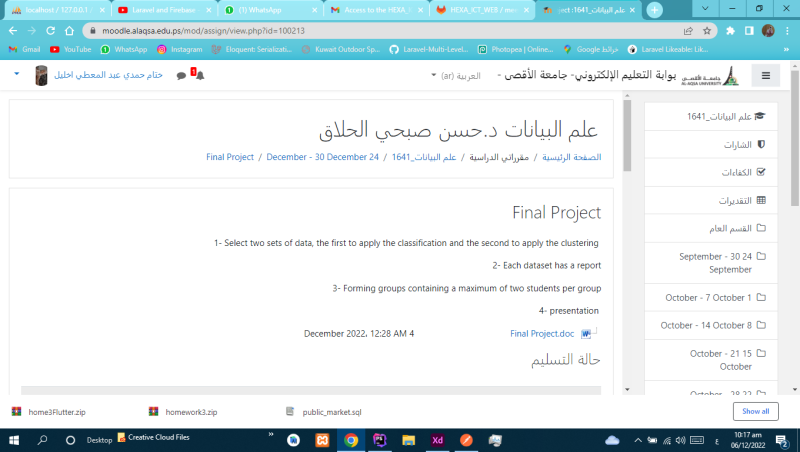 localhost / 127.0.0.1 /
Laravel and Firebase
(1) WhatsApp
Access to the HEXA_I
HEXA_ICT_WEB / me
علم البيانات_1641:
moodle.alaqsa.edu.ps/mod/assign/view.php?id=100213
Gmail
YouTube
WhatsApp
Instagram
Eloquent: Serializati...
Kuwait Outdoor Sp...
Laravel-Multi-Level...
Photopea | Online...
خرائط Google
Laravel Likeable: Lik...
بوابة التعليم الإلكتروني- جامعة الأقصى -
جامعة الأقصى
AL-AQSA UNIVERSITY
العربية (ar)
1
ختام حمدي عبد المعطي احليل
علم البيانات د.حسن صبحي الحلاق
الصفحة الرئيسية / مقرراتي الدراسية / علم البيانات_1641 / December - 30 December 24 / Final Project
Final Project
1- Select two sets of data, the first to apply the classification and the second to apply the clustering
2- Each dataset has a report
3- Forming groups containing a maximum of two students per group
4- presentation
Final Project.doc
December 2022, 12:28 AM 4
حالة التسليم
علم البيانات_1641
الشارات
الكفاءات
التقديرات
القسم العام
September - 30 24
September
October - 7 October 1
October - 14 October 8
October - 21 15
October
October - 28 22
home3Flutter.zip
homework3.zip
public_market.sql
Show all
Desktop
Creative Cloud Files
Xd
ع
10:17 am
06/12/2022
2